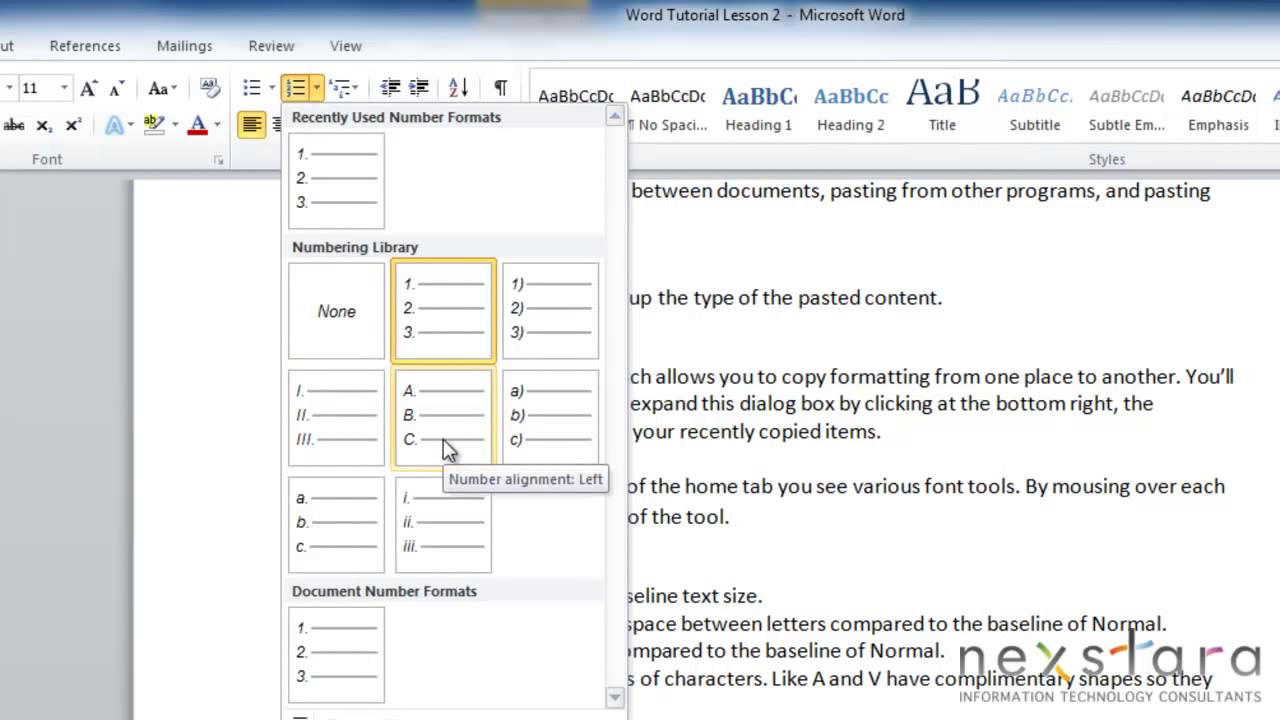 Word Tutorial Lesson 2 - Microsoft Word
ut References Mailings Review View
11 Aa A
abc X₂ X² A ab A
Font
AaBbCcDc AaBbCcDc AaBbC AaBbCc AaB AaBbCc. AaBbCcDc AaBbCcDc
¶ No Spaci... Heading 1 Heading 2 Title Subtitle Subtle Em... Emphasis
Styles
Recently Used Number Formats
1.
2.
3.
Numbering Library
None
1.
2.
3.
1)
2)
3)
I.
II.
III.
A.
B.
C.
a)
b)
c)
Number alignment: Left
a.
b.
c.
i.
ii.
iii.
Document Number Formats
1.
2.
3.
between documents, pasting from other programs, and pasting
up the type of the pasted content.
ch allows you to copy formatting from one place to another. You'll
expand this dialog box by clicking at the bottom right, the
your recently copied items.
of the home tab you see various font tools. By mousing over each
of the tool.
seline text size.
space between letters compared to the baseline of Normal.
ompared to the baseline of Normal.
s of characters. Like A and V have complimentary shapes so they
nexstara
INFORMATION TECHNOLOGY CONSULTANTS